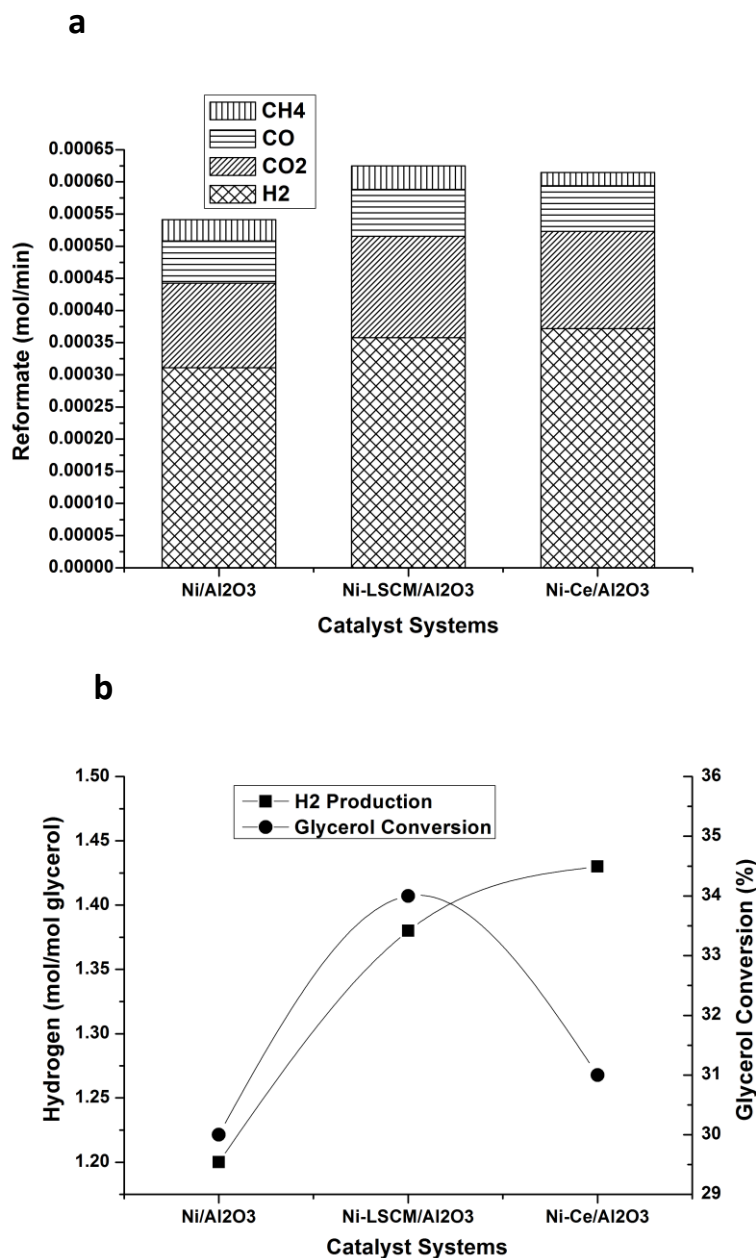 a
CH4
CO
CO2
H2
0.00065
0.00060
0.00055
0.00050
0.00045
0.00040
0.00035
0.00030
0.00025
0.00020
0.00015
0.00010
0.00005
0.00000
Reformate (mol/min)
Ni/Al2O3 Ni-LSCM/Al2O3 Ni-Ce/Al2O3
Catalyst Systems
b
H2 Production
Glycerol Conversion
1.50
1.45
1.40
1.35
1.30
1.25
1.20
Hydrogen (mol/mol glycerol)
36
35
34
33
32
31
30
29
Glycerol Conversion (%)
Ni/Al2O3 Ni-LSCM/Al2O3 Ni-Ce/Al2O3
Catalyst Systems